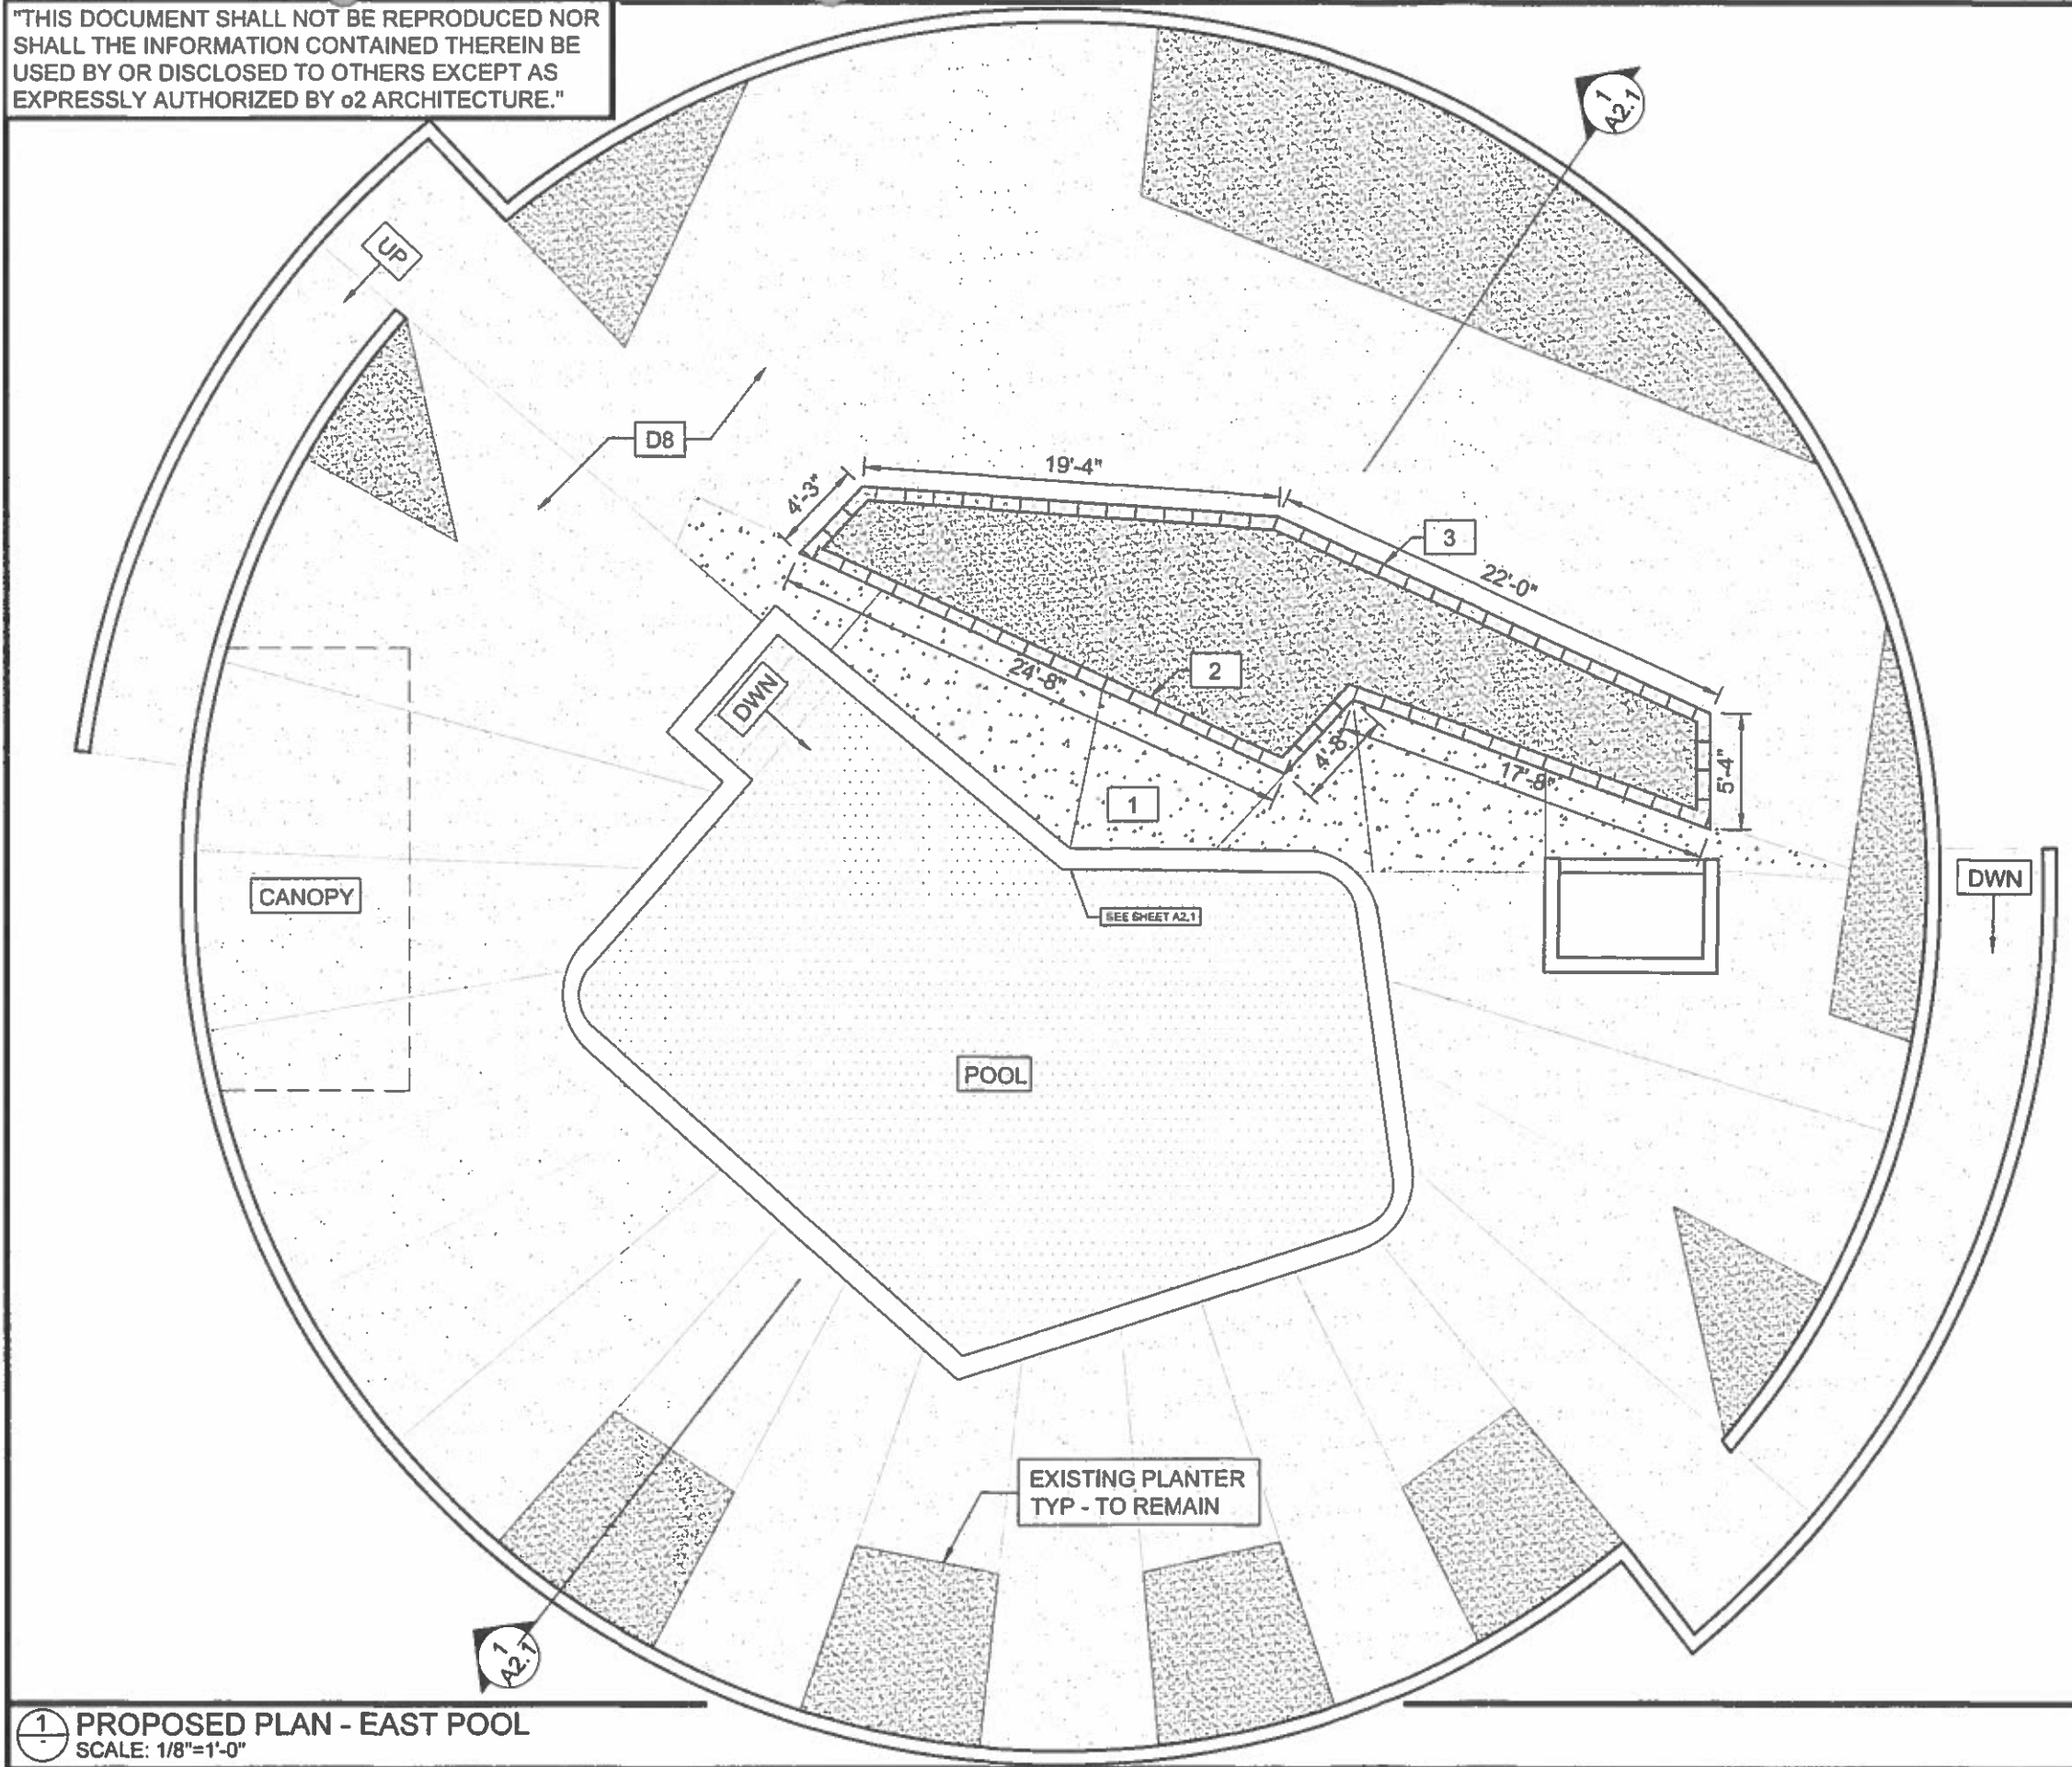 "THIS DOCUMENT SHALL NOT BE REPRODUCED NOR
SHALL THE INFORMATION CONTAINED THEREIN BE
USED BY OR DISCLOSED TO OTHERS EXCEPT AS
EXPRESSLY AUTHORIZED BY o2 ARCHITECTURE."
1
A2.1
UP
D8
19'-4"
4'-3"
3
22'-0"
24'-8"
2
DWN
4'-8"
17'-8"
5'-4"
1
CANOPY
SEE SHEET A2.1
DWN
POOL
EXISTING PLANTER
TYP - TO REMAIN
1
A2.1
1
-
PROPOSED PLAN - EAST POOL
SCALE: 1/8"=1'-0"